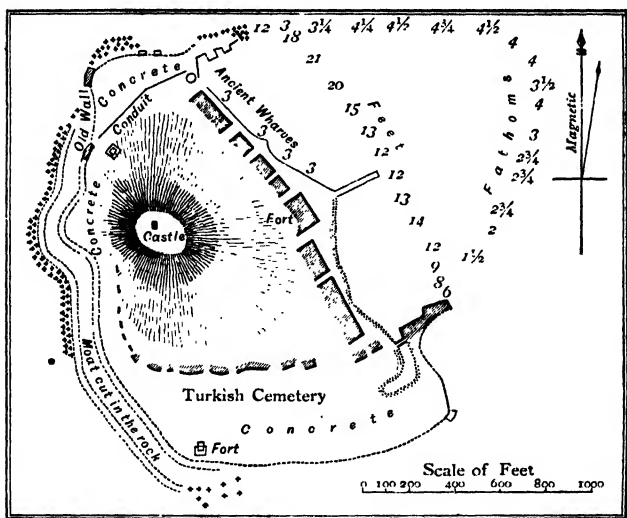 12 3 3¼ 4¼ 4½ 4¾ 4½
18 4
21 4
20 3½
15 4
13 3
12 2¾
12 2¾
13 2¾
14 2
12 1½
9
8
6
Feet
Fathoms
Magnetic
Concrete
Old Wall
Conduit
Ancient Wharves
3
3
3
3
Concrete
Castle
Fort
Moat cut in the rock
Turkish Cemetery
Concrete
Fort
Scale of Feet
0 100 200 400 600 800 1000